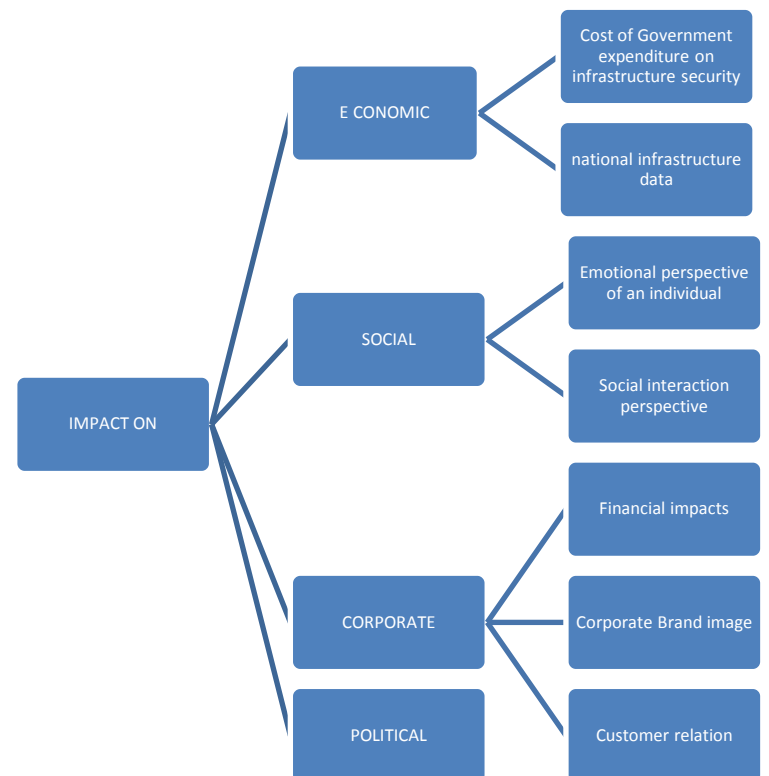 Cost of Government
expenditure on
infrastructure security
E CONOMIC
national infrastructure
data
Emotional perspective
of an individual
SOCIAL
Social interaction
perspective
IMPACT ON
Financial impacts
CORPORATE
Corporate Brand image
POLITICAL
Customer relation